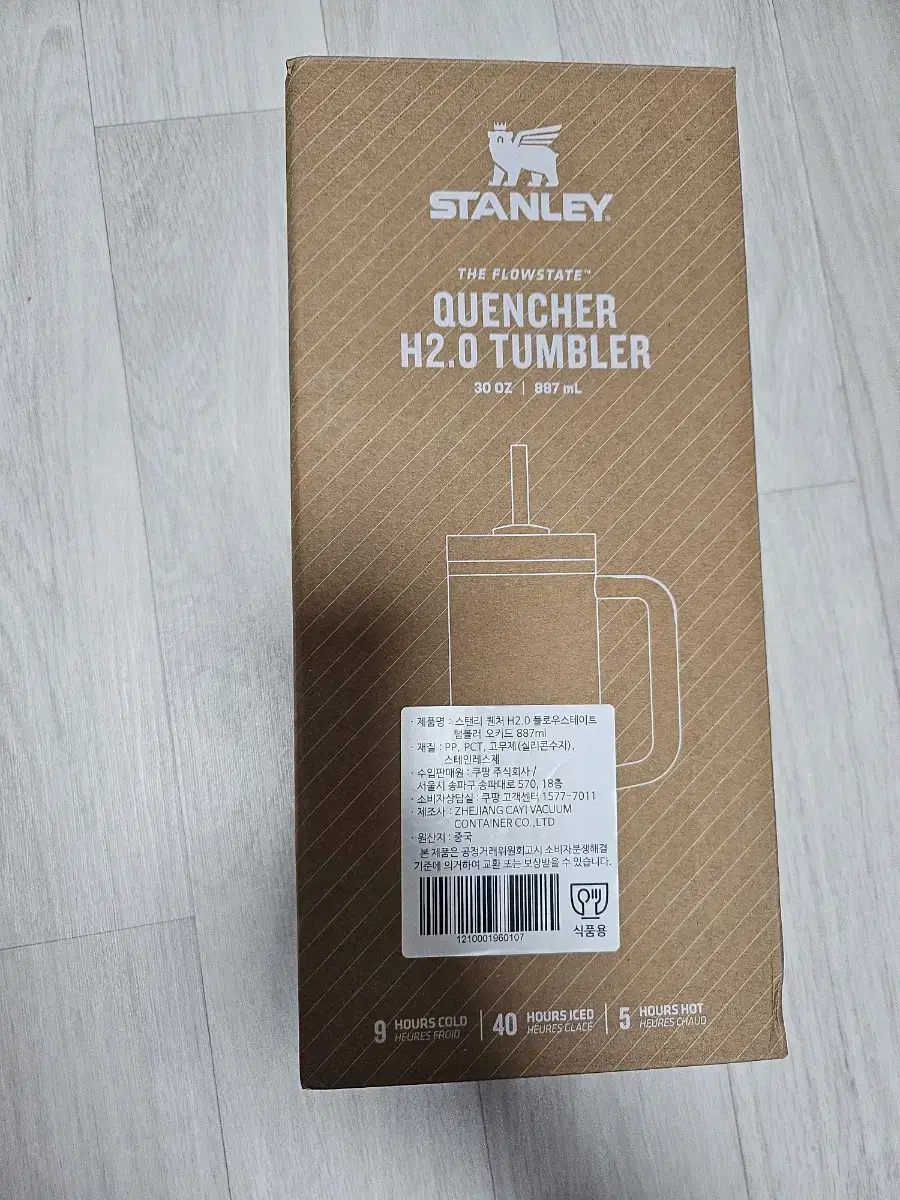 STANLEY
THE FLOWSTATE™
QUENCHER
H2.0 TUMBLER
30 OZ | 887 mL
· 제품명 : 스탠리 퀜처 H2.0 플로우스테이트
텀블러 오키드 887ml
· 재질 : PP, PCT, 고무제(실리콘수지),
스테인레스제
· 수입판매원 : 쿠팡 주식회사 /
서울시 송파구 송파대로 570, 18층
· 소비자상담실 : 쿠팡 고객센터 1577-7011
· 제조사 : ZHEJIANG CAYI VACUUM
CONTAINER CO.,LTD
· 원산지 : 중국
본 제품은 공정거래위원회고시 소비자분쟁해결
기준에 의거하여 교환 또는 보상받을 수 있습니다.
1210001960107
식품용
9 HOURS COLD
HEURES FROID
40 HOURS ICED
HEURES GLACÉ
5 HOURS HOT
HEURES CHAUD